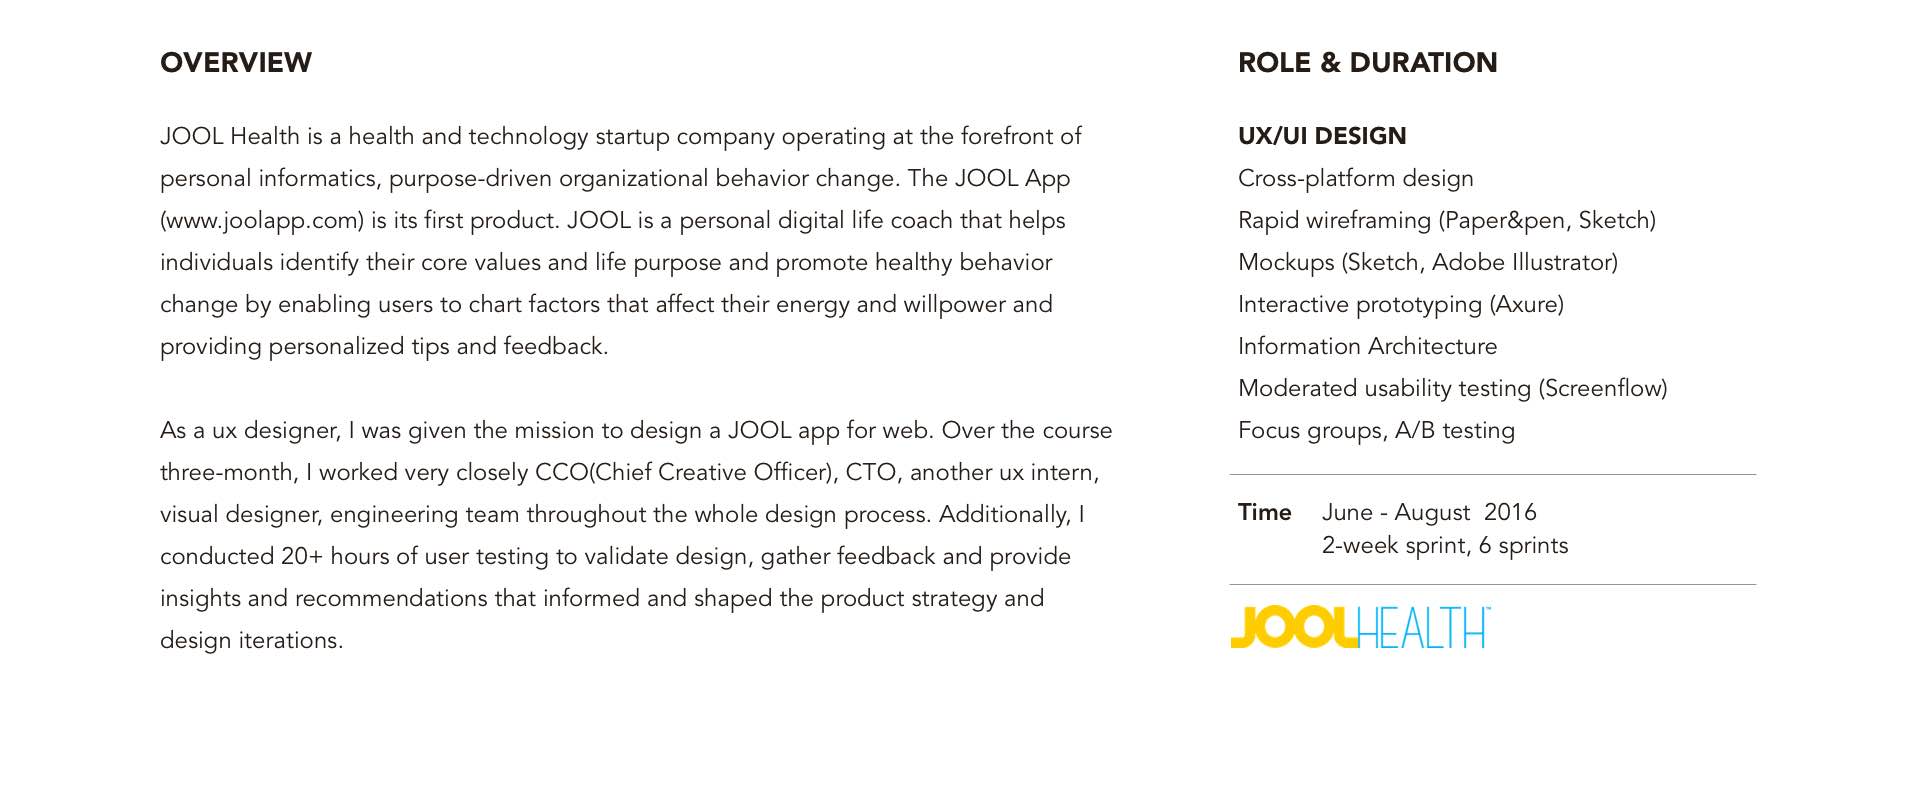 OVERVIEW
JOOL Health is a health and technology startup company operating at the forefront of
personal informatics, purpose-driven organizational behavior change. The JOOL App
(www.joolapp.com) is its first product. JOOL is a personal digital life coach that helps
individuals identify their core values and life purpose and promote healthy behavior
change by enabling users to chart factors that affect their energy and willpower and
providing personalized tips and feedback.
As a ux designer, I was given the mission to design a JOOL app for web. Over the course
three-month, I worked very closely CCO(Chief Creative Officer), CTO, another ux intern,
visual designer, engineering team throughout the whole design process. Additionally, I
conducted 20+ hours of user testing to validate design, gather feedback and provide
insights and recommendations that informed and shaped the product strategy and
design iterations.
ROLE & DURATION
UX/UI DESIGN
Cross-platform design
Rapid wireframing (Paper&pen, Sketch)
Mockups (Sketch, Adobe Illustrator)
Interactive prototyping (Axure)
Information Architecture
Moderated usability testing (Screenflow)
Focus groups, A/B testing
Time June - August 2016
2-week sprint, 6 sprints
JOOLHEALTH™